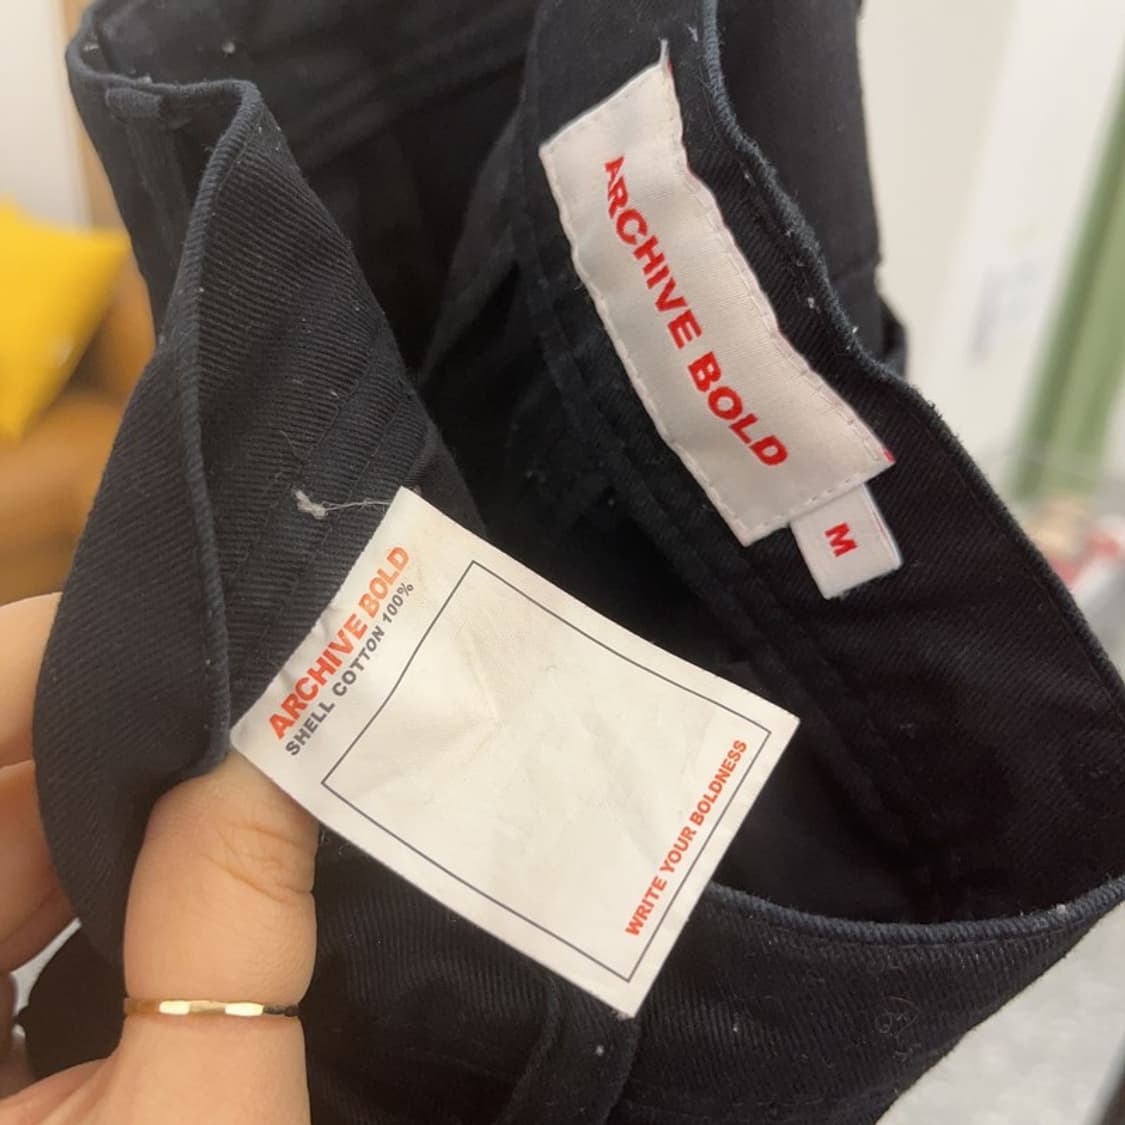 ARCHIVE BOLD
M
ARCHIVE BOLD
SHELL COTTON 100%
WRITE YOUR BOLDNESS